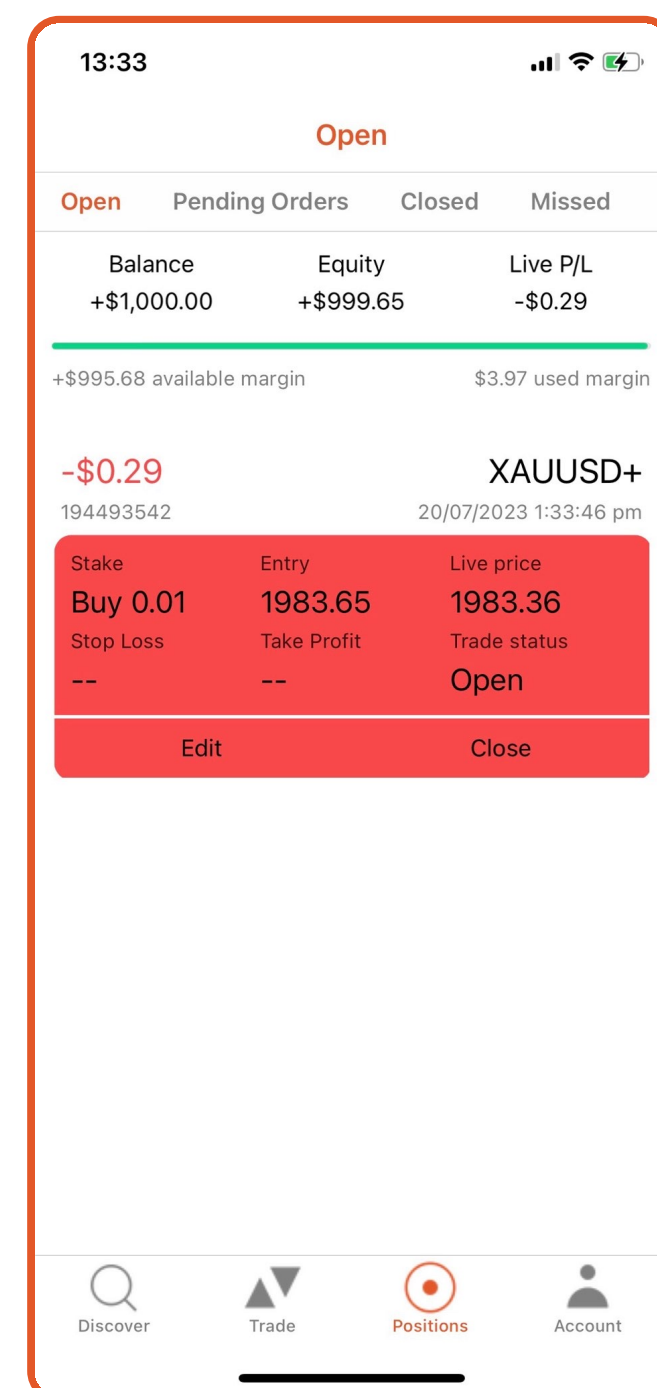 13:33
Open
Open Pending Orders Closed Missed
Balance Equity Live P/L
+$1,000.00 +$999.65 -$0.29
+$995.68 available margin $3.97 used margin
-$0.29 XAUUSD+
194493542 20/07/2023 1:33:46 pm
Stake Entry Live price
Buy 0.01 1983.65 1983.36
Stop Loss Take Profit Trade status
-- -- Open
Edit Close
Discover Trade Positions Account